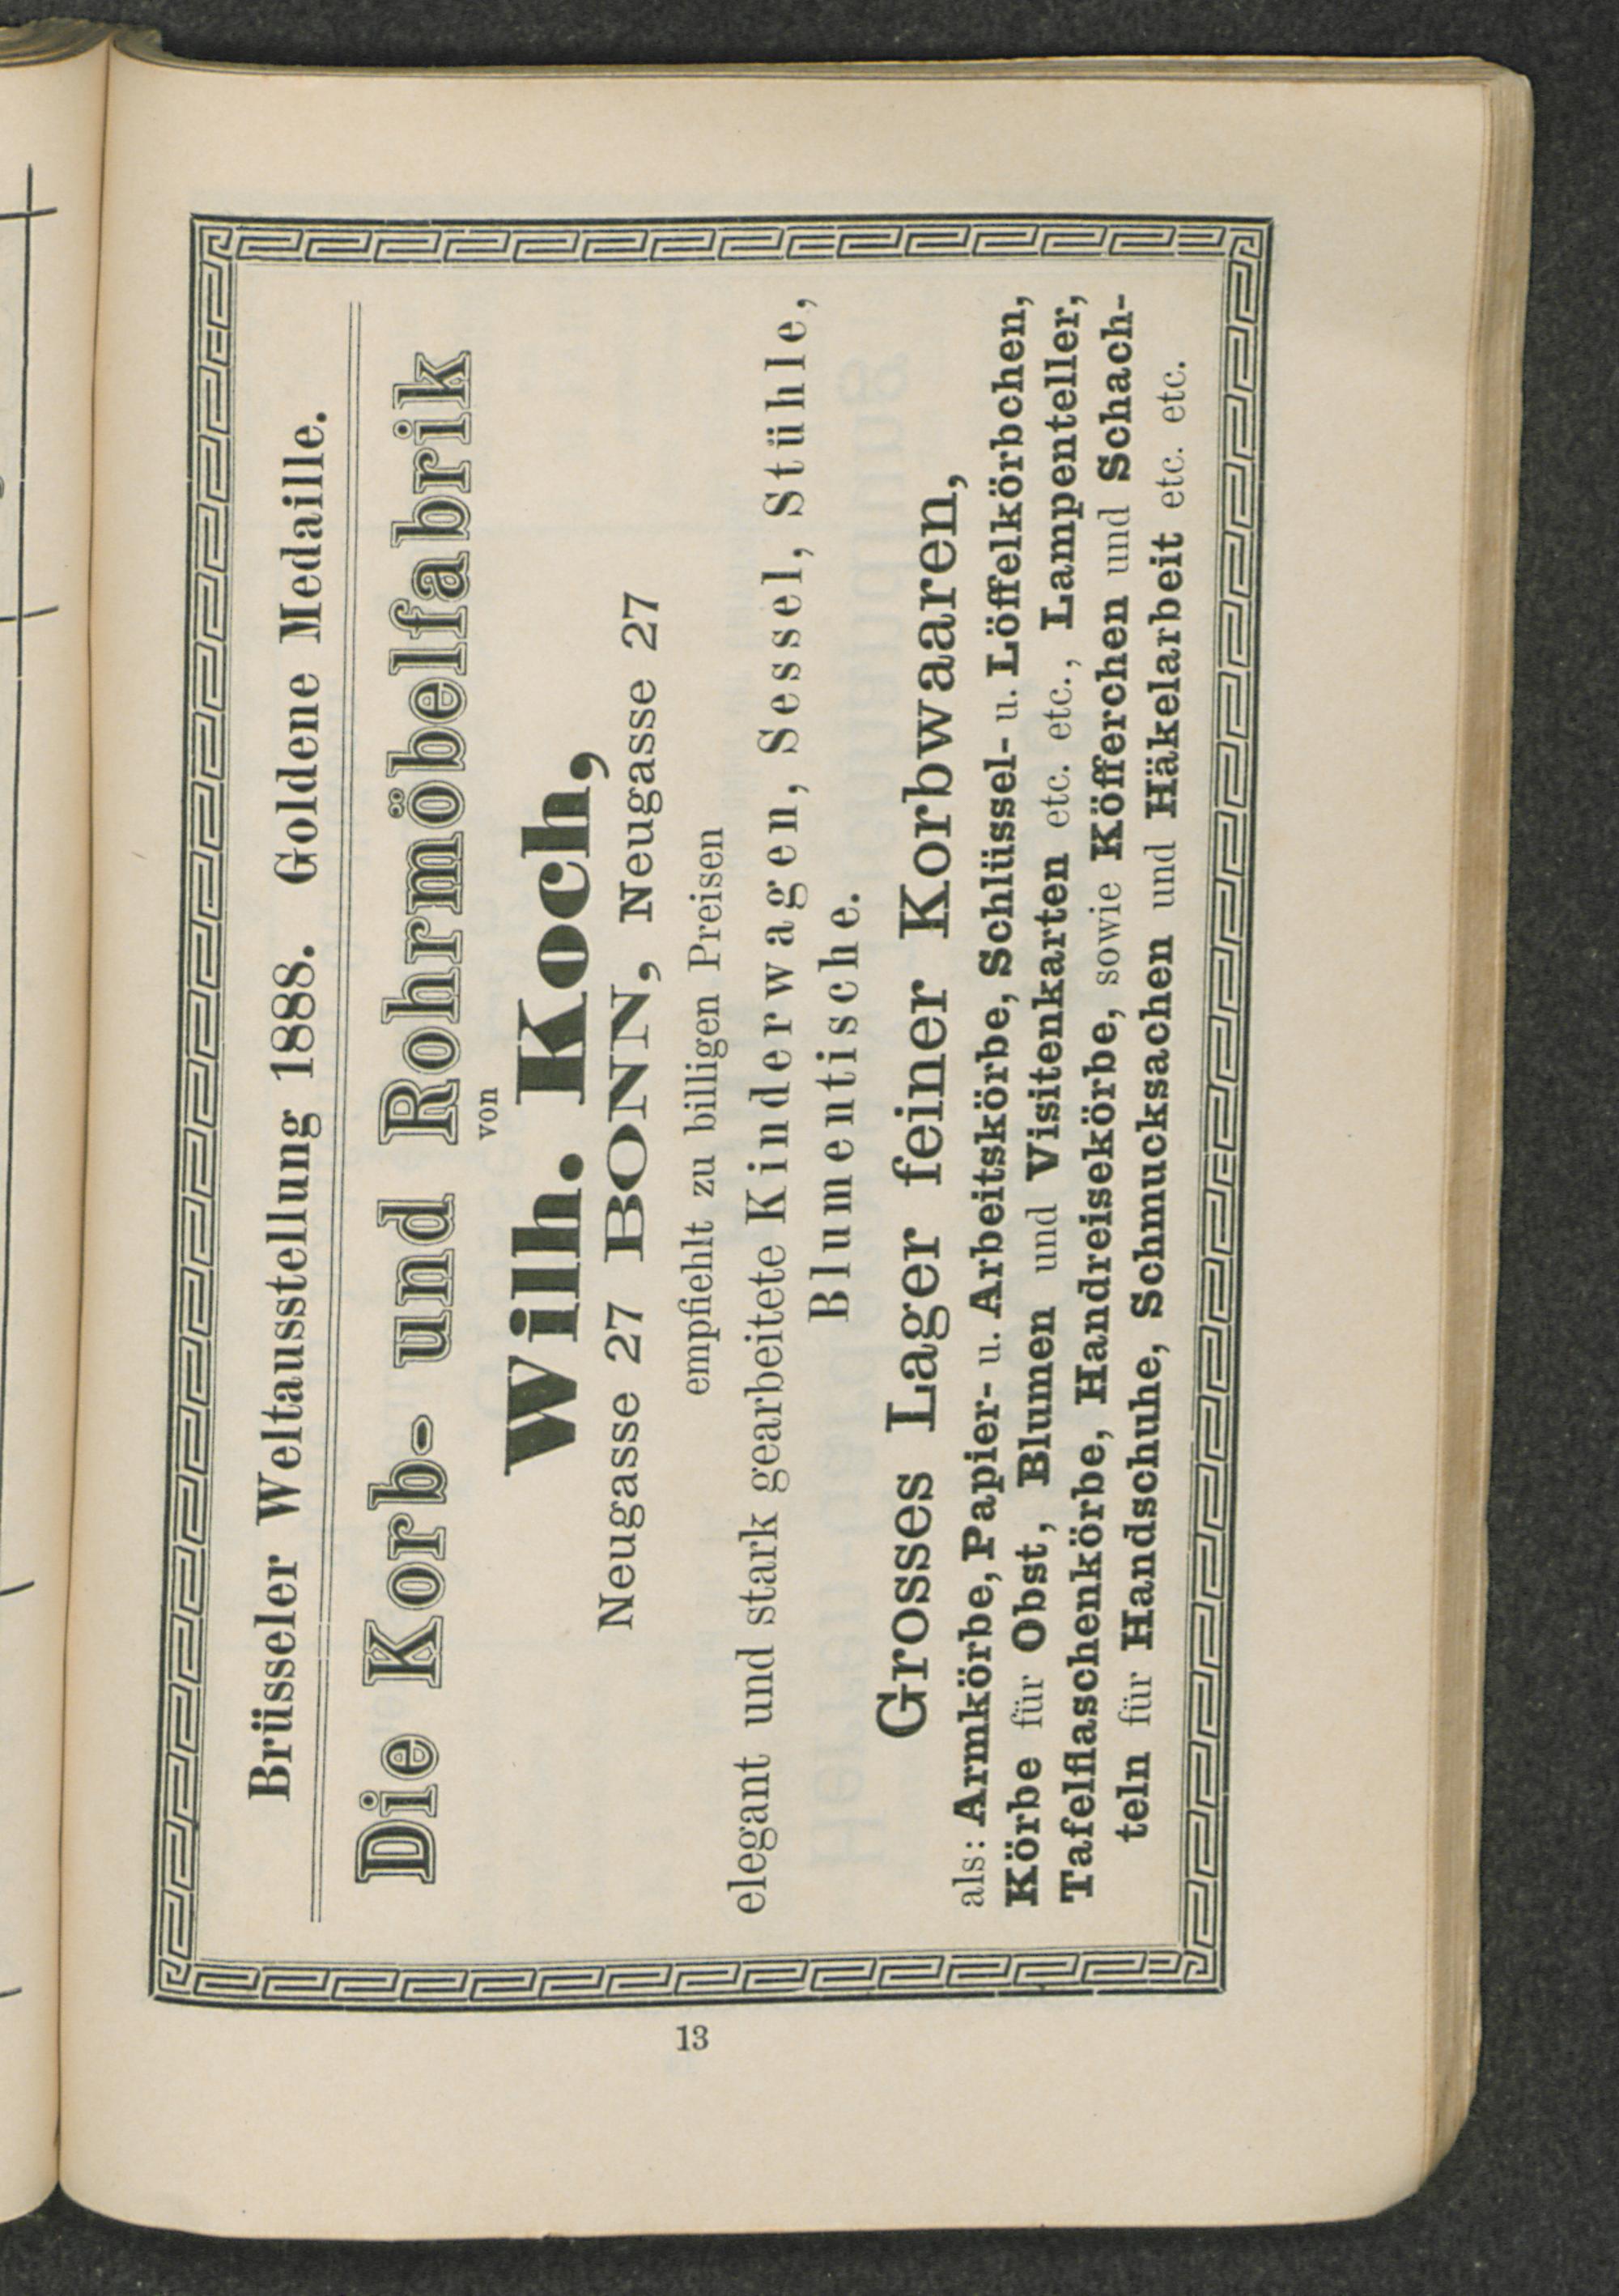 Brüsseler Weltausstellung 1888. Goldene Medaille.
Die Korb- und Rohrmöbelfabrik
von
Wilh. Koch,
Neugasse 27 BONN, Neugasse 27
empfiehlt zu billigen Preisen
elegant und stark gearbeitete Kinderwagen, Sessel, Stühle,
Blumentische.
Grosses Lager feiner Korbwaaren,
als: Armkörbe, Papier- u. Arbeitskörbe, Schlüssel- u. Löffelkörbchen,
Körbe für Obst, Blumen und Visitenkarten etc. etc., Lampenteller,
Tafelflaschenkörbe, Handreisekörbe, sowie Köfferchen und Schach-
teln für Handschuhe, Schmucksachen und Häkelarbeit etc. etc.
13